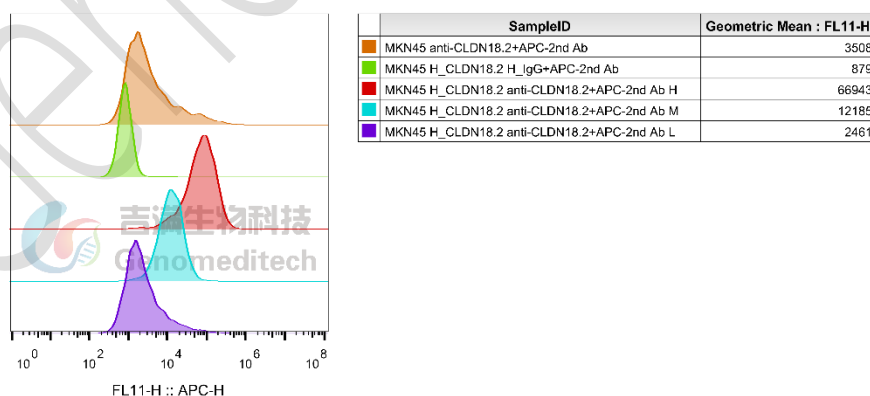 SampleID Geometric Mean : FL11-H
MKN45 anti-CLDN18.2+APC-2nd Ab 3508
MKN45 H_CLDN18.2 H_IgG+APC-2nd Ab 879
MKN45 H_CLDN18.2 anti-CLDN18.2+APC-2nd Ab H 66943
MKN45 H_CLDN18.2 anti-CLDN18.2+APC-2nd Ab M 12185
MKN45 H_CLDN18.2 anti-CLDN18.2+APC-2nd Ab L 2461
吉满生物科技
Genomeditech
10^0 10^2 10^4 10^6 10^8
FL11-H :: APC-H